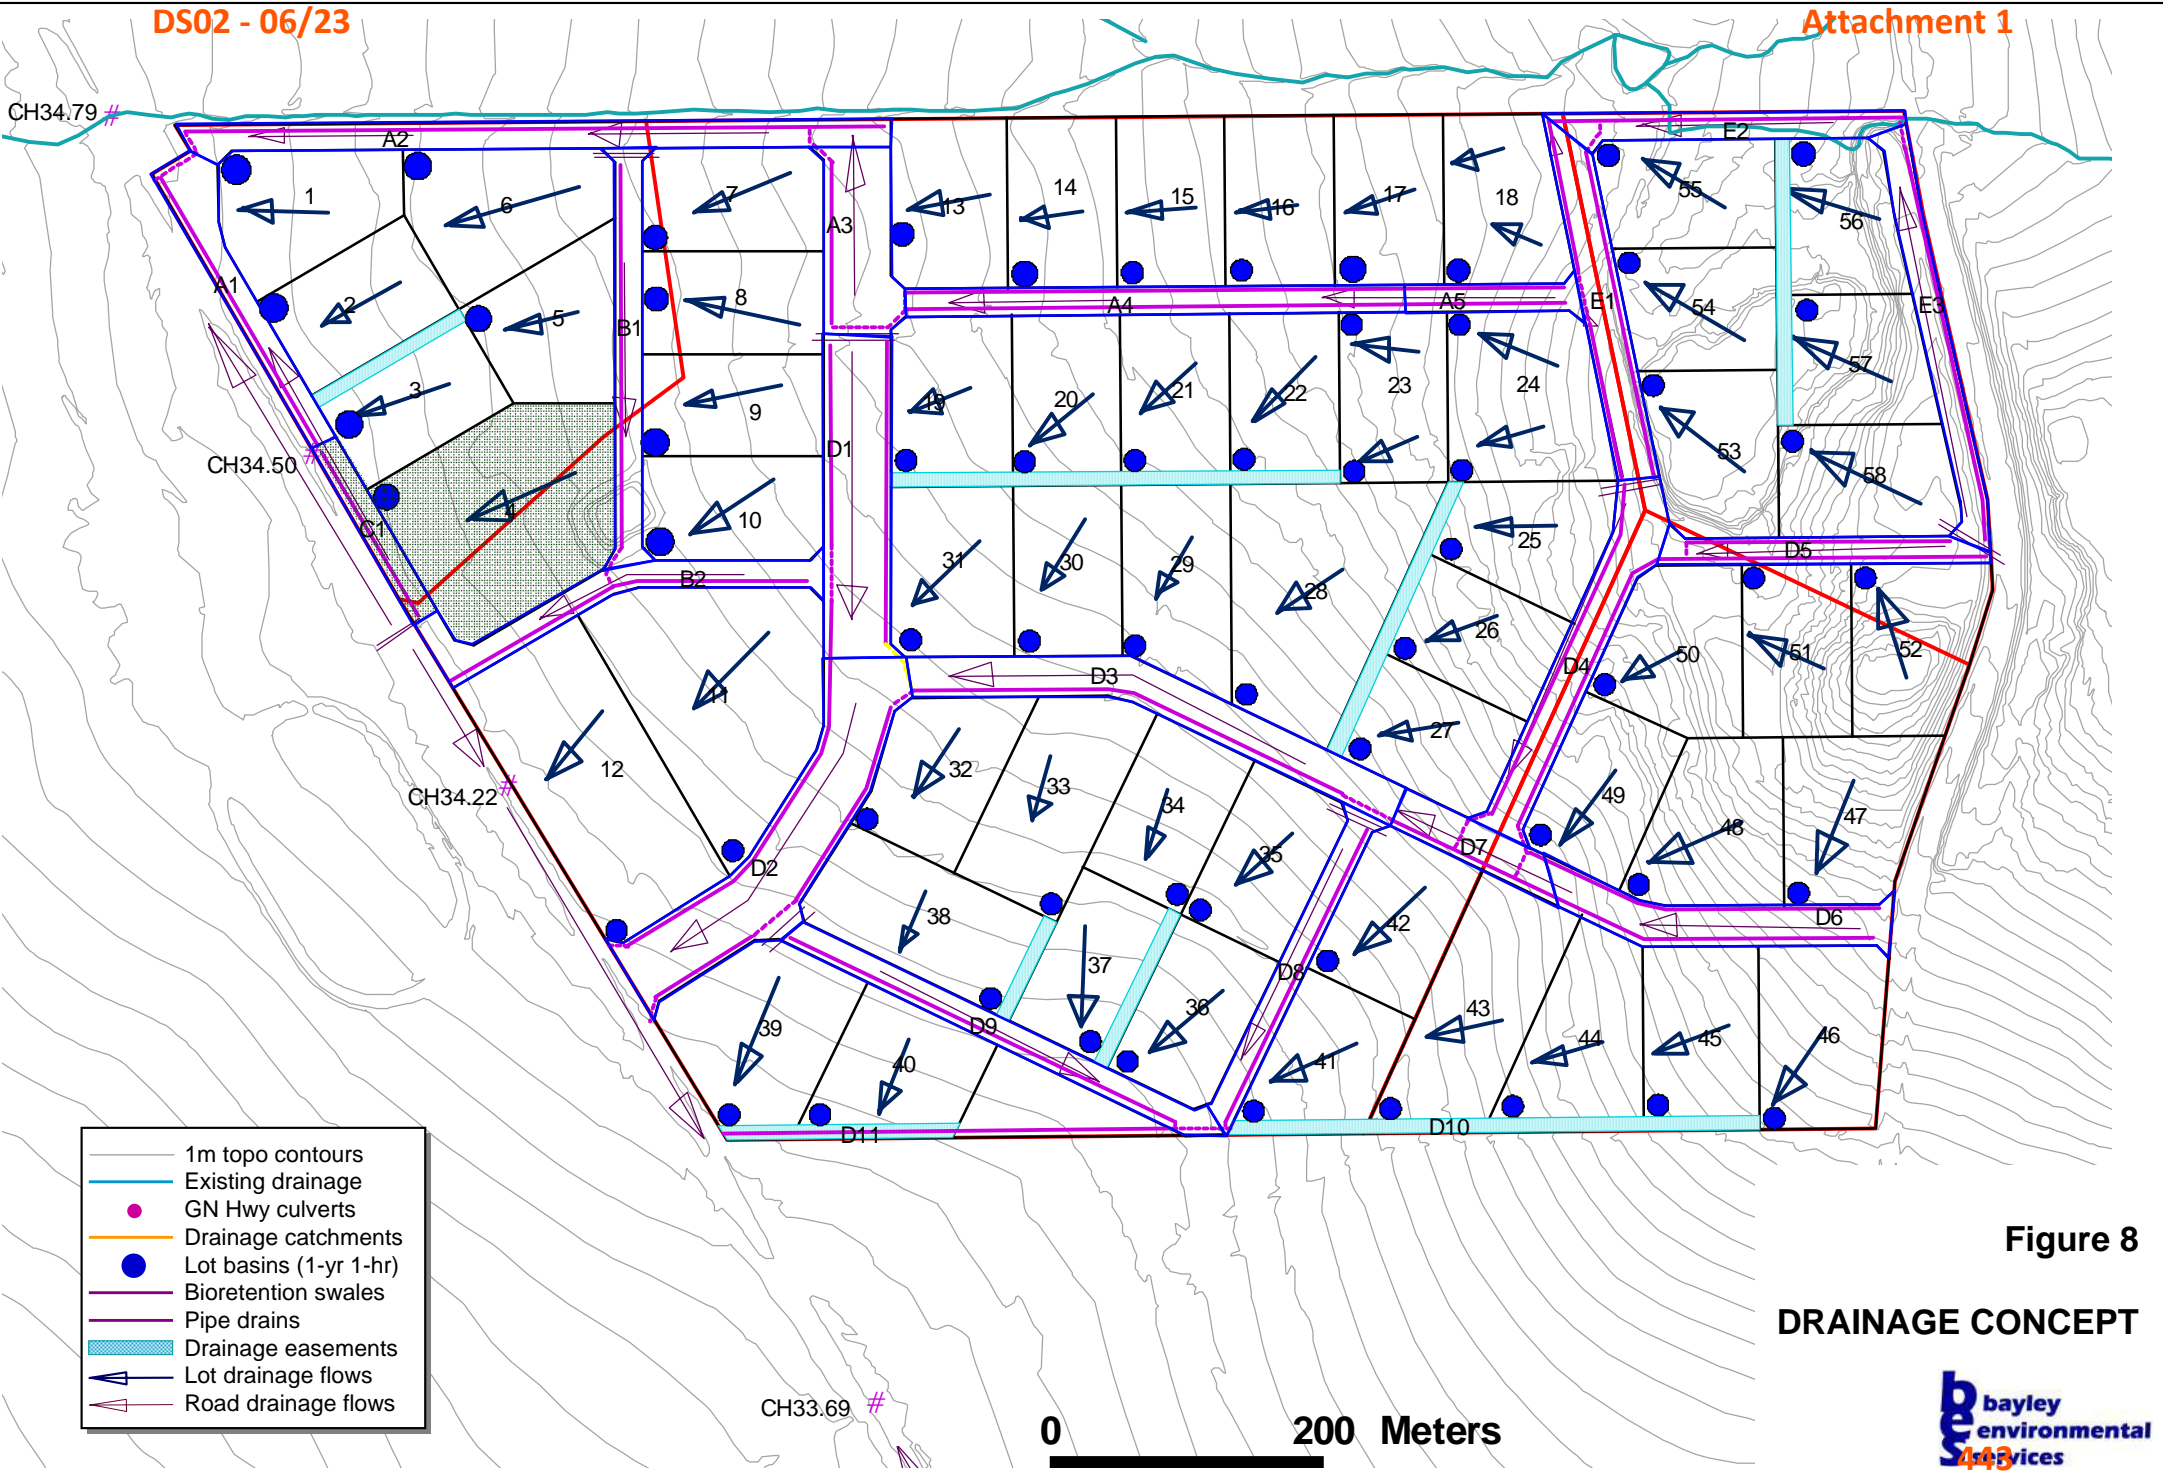 DS02 - 06/23
Attachment 1
CH34.79
A2
E2
1
6
7
A3
13
14
15
16
17
18
55
56
A1
2
5
B1
8
A4
A5
E1
54
E3
57
3
9
D1
19
20
21
22
23
24
53
58
CH34.50
4
10
C1
B2
31
30
29
28
25
D5
26
D4
50
51
52
11
D3
27
12
32
33
34
35
49
48
47
CH34.22
D7
D2
38
42
D6
37
D8
36
39
D9
40
41
43
44
45
46
D11
D10
1m topo contours
Existing drainage
GN Hwy culverts
Drainage catchments
Lot basins (1-yr 1-hr)
Bioretention swales
Pipe drains
Drainage easements
Lot drainage flows
Road drainage flows
CH33.69
0 200 Meters
Figure 8
DRAINAGE CONCEPT
bes
bayley
environmental
services
443